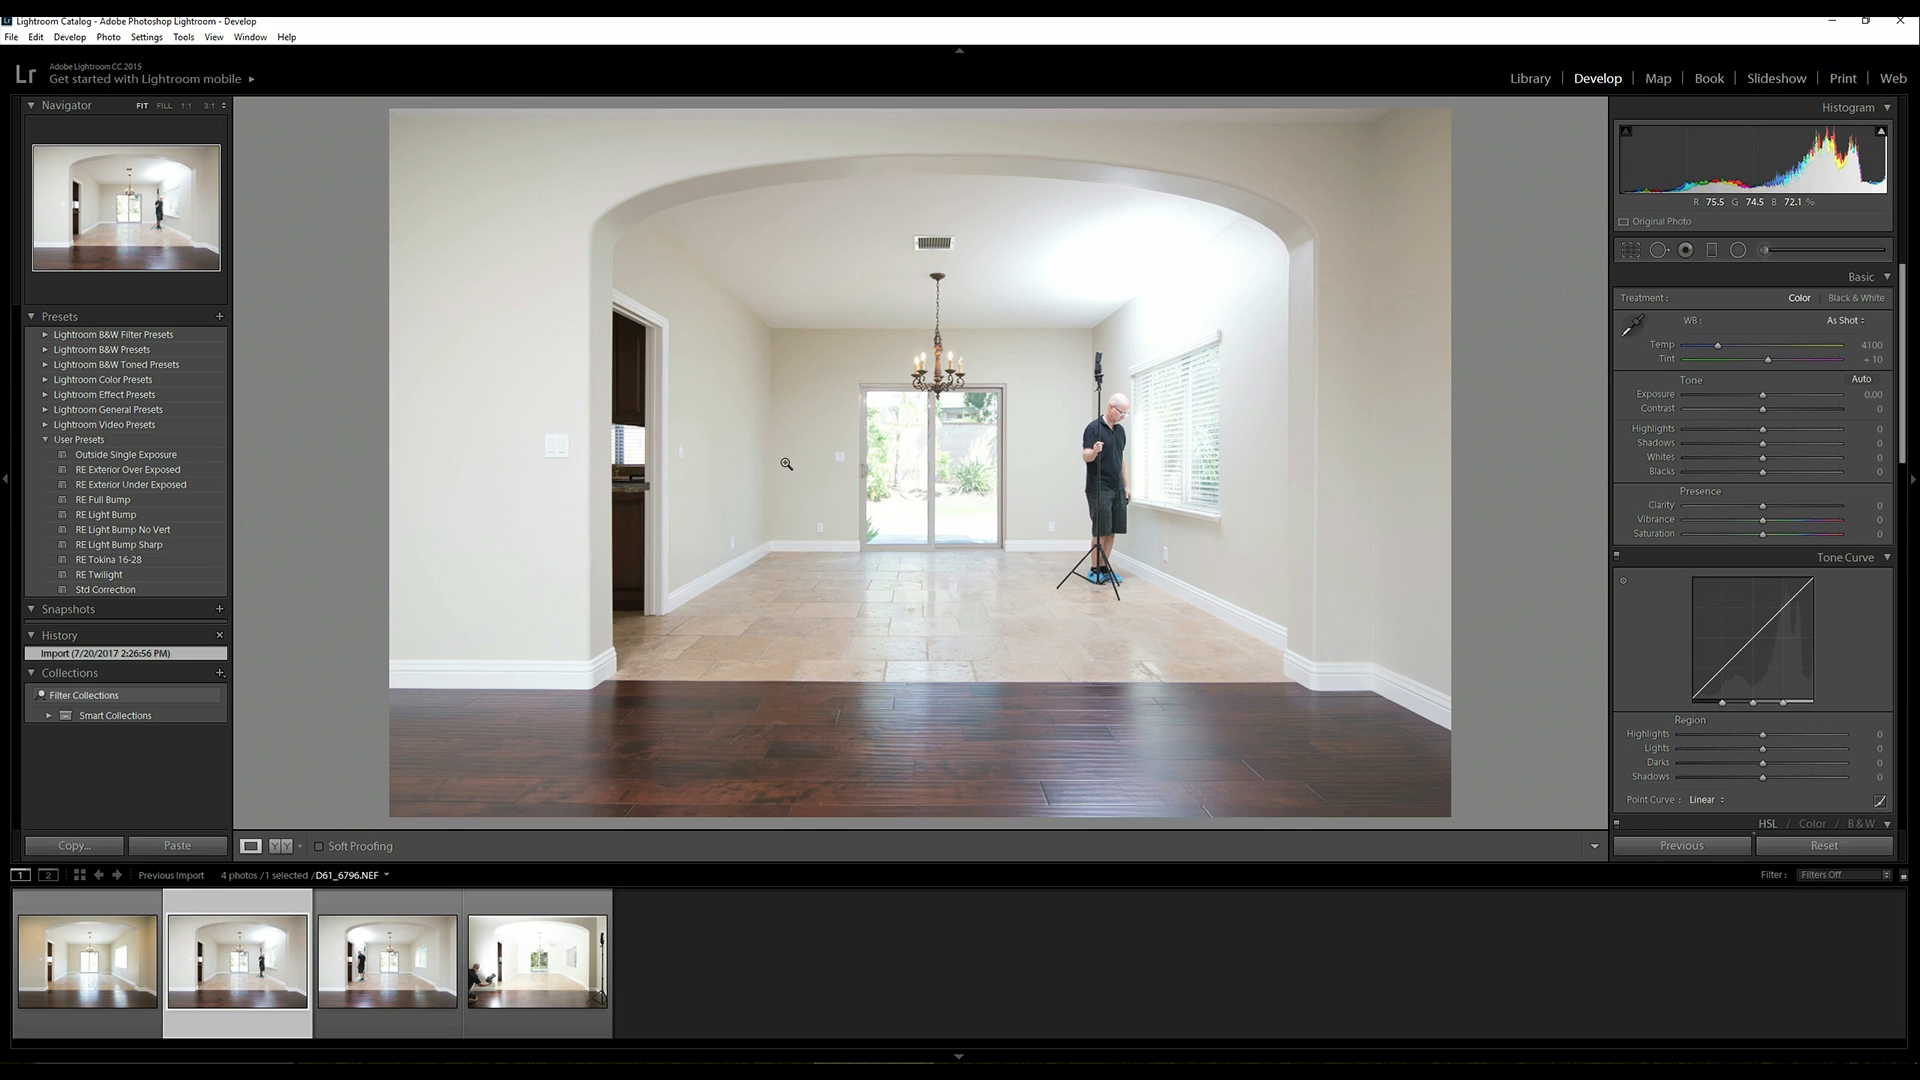 Lightroom Catalog - Adobe Photoshop Lightroom - Develop
File Edit Develop Photo Settings Tools View Window Help
Lr
Adobe Lightroom CC 2015
Get started with Lightroom mobile
Library | Develop | Map | Book | Slideshow | Print | Web
Navigator FIT FILL 1:1 3:1
Presets +
Lightroom B&W Filter Presets
Lightroom B&W Presets
Lightroom B&W Toned Presets
Lightroom Color Presets
Lightroom Effect Presets
Lightroom General Presets
Lightroom Video Presets
User Presets
Outside Single Exposure
RE Exterior Over Exposed
RE Exterior Under Exposed
RE Full Bump
RE Light Bump
RE Light Bump No Vert
RE Light Bump Sharp
RE Tokina 16-28
RE Twilight
Std Correction
Snapshots +
History ×
Import (7/20/2017 2:26:56 PM)
Collections +
Filter Collections
Smart Collections
Copy... Paste
Soft Proofing
Histogram
R 75.5 G 74.5 B 72.1 %
Original Photo
Basic
Treatment : Color | Black & White
WB : As Shot
Temp 4100
Tint + 10
Tone Auto
Exposure 0.00
Contrast 0
Highlights 0
Shadows 0
Whites 0
Blacks 0
Presence
Clarity 0
Vibrance 0
Saturation 0
Tone Curve
Region
Highlights 0
Lights 0
Darks 0
Shadows 0
Point Curve : Linear
HSL / Color / B & W
Previous Reset
1 2 Previous Import 4 photos / 1 selected / D61_6796.NEF
Filter : Filters Off